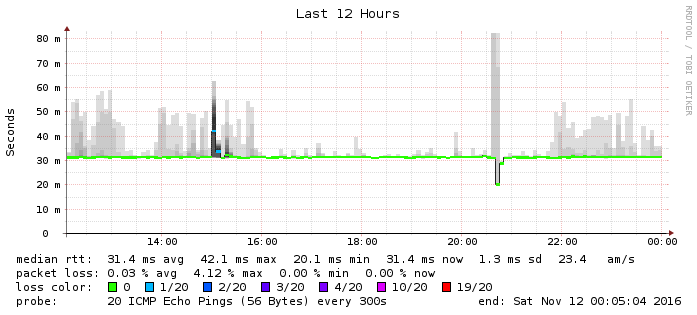 Last 12 Hours
RRDTOOL / TOBI OETIKER
Seconds
80 m
70 m
60 m
50 m
40 m
30 m
20 m
10 m
0
14:00 16:00 18:00 20:00 22:00 00:00
median rtt: 31.4 ms avg 42.1 ms max 20.1 ms min 31.4 ms now 1.3 ms sd 23.4 am/s
packet loss: 0.03 % avg 4.12 % max 0.00 % min 0.00 % now
loss color: 0 1/20 2/20 3/20 4/20 10/20 19/20
probe: 20 ICMP Echo Pings (56 Bytes) every 300s end: Sat Nov 12 00:05:04 2016